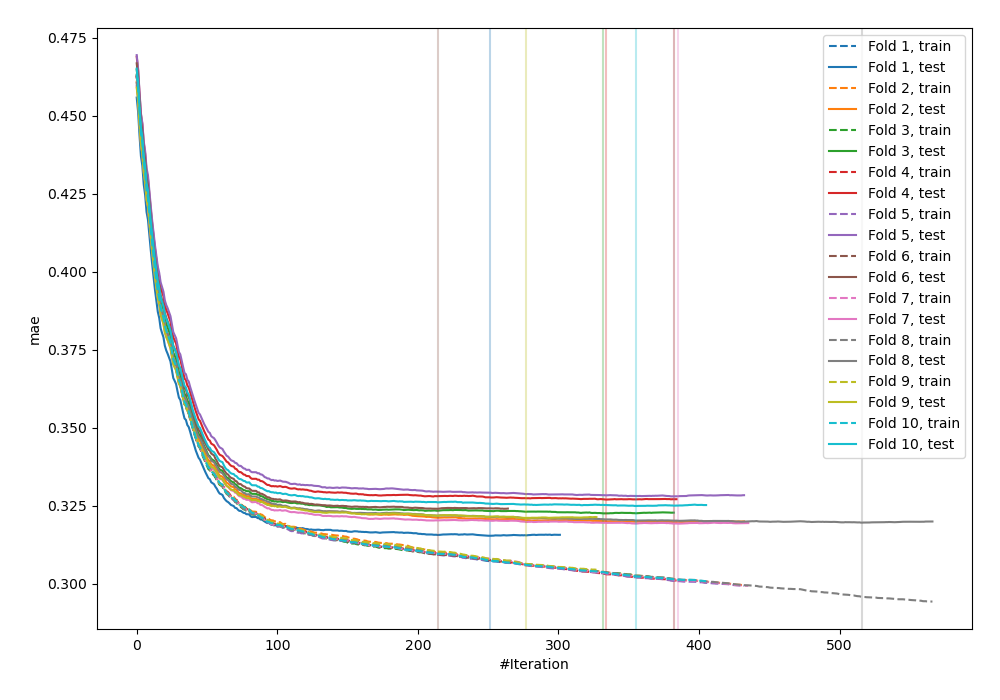 0.475
0.450
0.425
0.400
0.375
0.350
0.325
0.300
mae
0
100
200
300
400
500
#Iteration
Fold 1, train
Fold 1, test
Fold 2, train
Fold 2, test
Fold 3, train
Fold 3, test
Fold 4, train
Fold 4, test
Fold 5, train
Fold 5, test
Fold 6, train
Fold 6, test
Fold 7, train
Fold 7, test
Fold 8, train
Fold 8, test
Fold 9, train
Fold 9, test
Fold 10, train
Fold 10, test